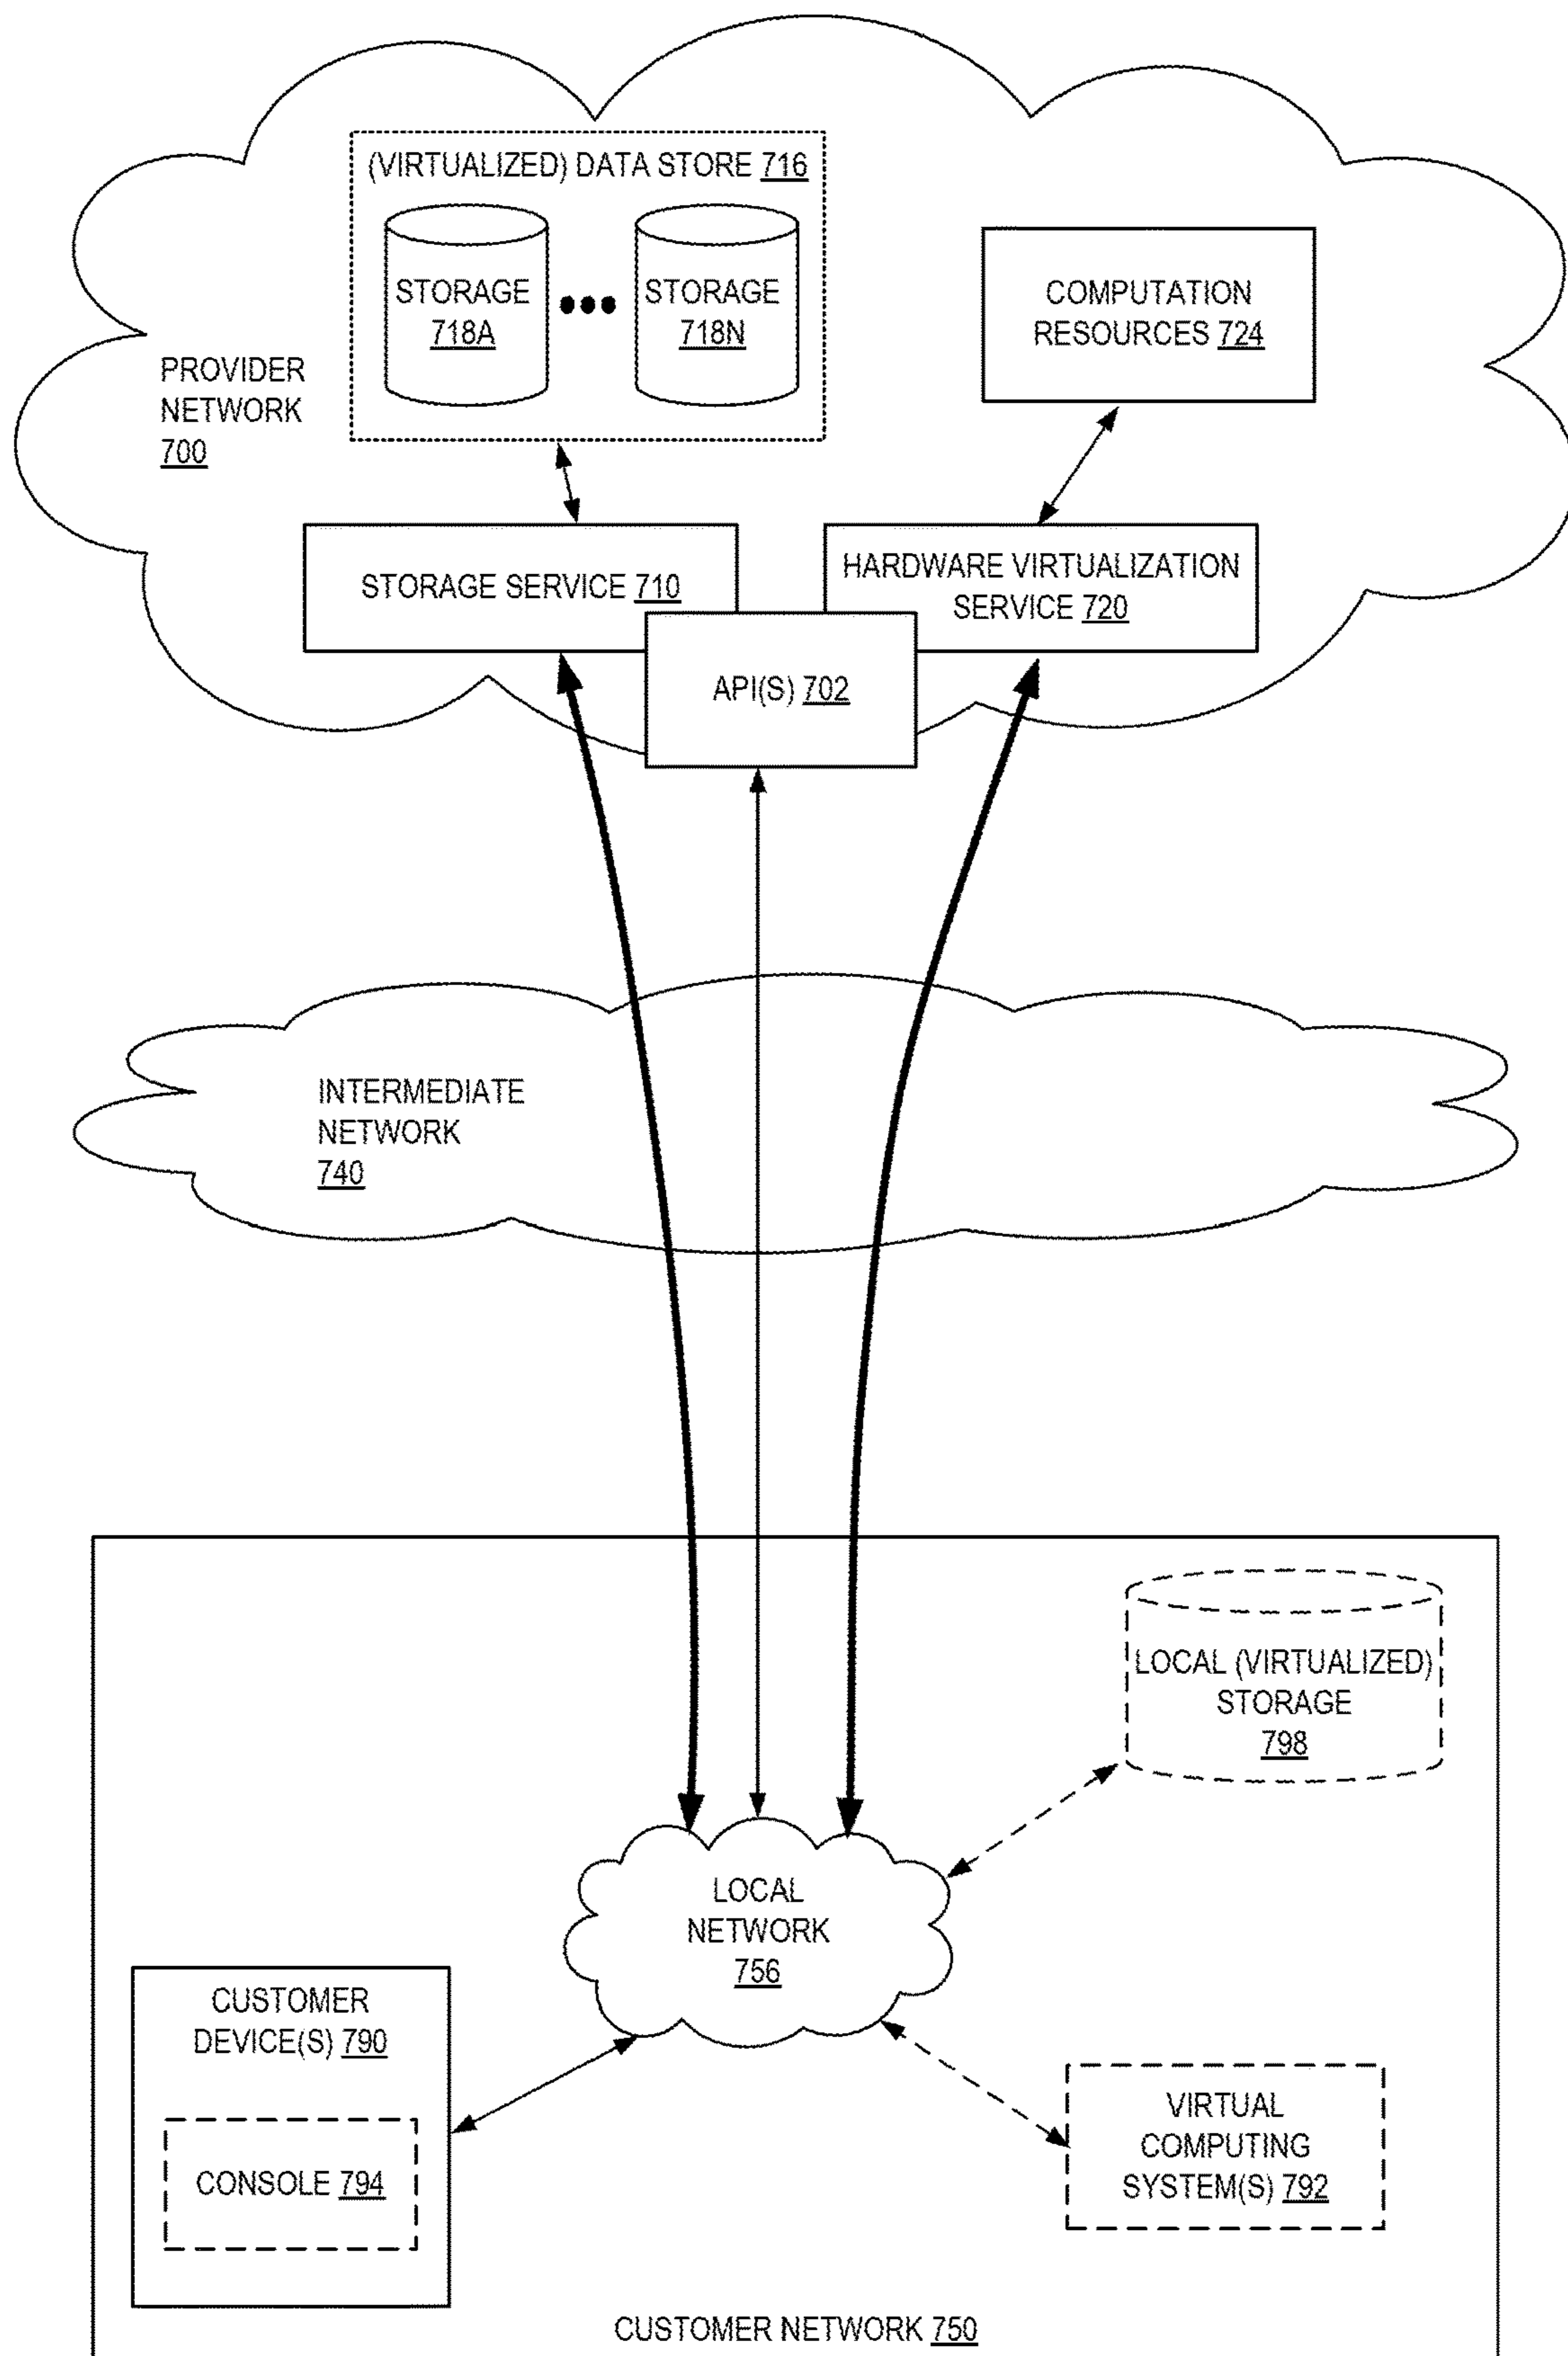 (VIRTUALIZED) DATA STORE 716
STORAGE
718A
STORAGE
718N
COMPUTATION
RESOURCES 724
PROVIDER
NETWORK
700
STORAGE SERVICE 710
HARDWARE VIRTUALIZATION
SERVICE 720
API(S) 702
INTERMEDIATE
NETWORK
740
LOCAL (VIRTUALIZED)
STORAGE
798
LOCAL
NETWORK
756
CUSTOMER
DEVICE(S) 790
CONSOLE 794
VIRTUAL
COMPUTING
SYSTEM(S) 792
CUSTOMER NETWORK 750